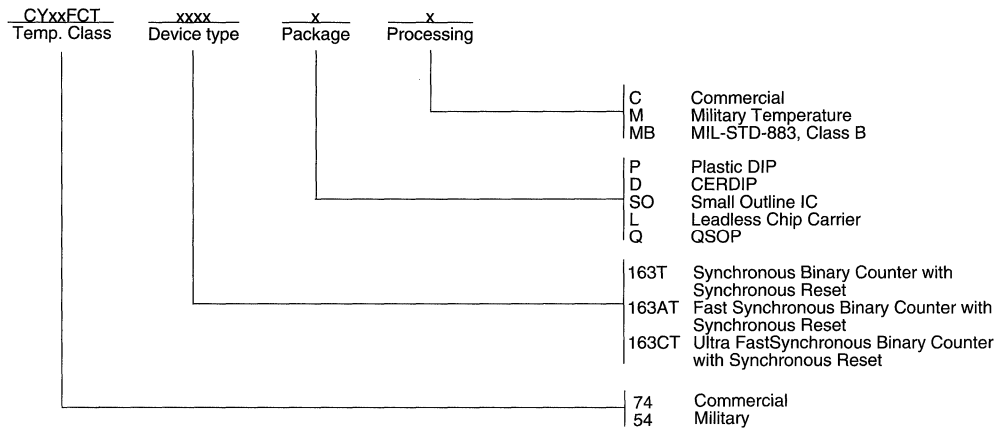 CYxxFCT xxxx x x
Temp. Class Device type Package Processing
C Commercial
M Military Temperature
MB MIL-STD-883, Class B
P Plastic DIP
D CERDIP
SO Small Outline IC
L Leadless Chip Carrier
Q QSOP
163T Synchronous Binary Counter with
Synchronous Reset
163AT Fast Synchronous Binary Counter with
Synchronous Reset
163CT Ultra FastSynchronous Binary Counter
with Synchronous Reset
74 Commercial
54 Military